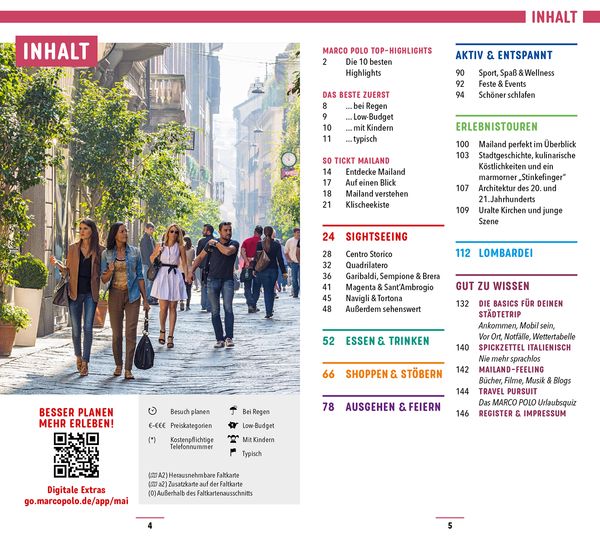 INHALT
INHALT
BESSER PLANEN
MEHR ERLEBEN!
Digitale Extras
go.marcopolo.de/app/mai
Besuch planen
€-€€€ Preiskategorien
(*) Kostenpflichtige
Telefonnummer
Bei Regen
Low-Budget
Mit Kindern
Typisch
(A2) Herausnehmbare Faltkarte
(a2) Zusatzkarte auf der Faltkarte
(0) Außerhalb des Faltkartenausschnitts
4
MARCO POLO TOP-HIGHLIGHTS
2 Die 10 besten
Highlights
DAS BESTE ZUERST
8 ... bei Regen
9 ... Low-Budget
10 ... mit Kindern
11 ... typisch
SO TICKT MAILAND
14 Entdecke Mailand
17 Auf einen Blick
18 Mailand verstehen
21 Klischeekiste
24 SIGHTSEEING
28 Centro Storico
32 Quadrilatero
36 Garibaldi, Sempione & Brera
41 Magenta & Sant'Ambrogio
45 Navigli & Tortona
48 Außerdem sehenswert
52 ESSEN & TRINKEN
66 SHOPPEN & STÖBERN
78 AUSGEHEN & FEIERN
AKTIV & ENTSPANNT
90 Sport, Spaß & Wellness
92 Feste & Events
94 Schöner schlafen
ERLEBNISTOUREN
100 Mailand perfekt im Überblick
103 Stadtgeschichte, kulinarische
Köstlichkeiten und ein
marmorner „Stinkefinger“
107 Architektur des 20. und
21. Jahrhunderts
109 Uralte Kirchen und junge
Szene
112 LOMBARDEI
GUT ZU WISSEN
132 DIE BASICS FÜR DEINEN
STÄDTETRIP
Ankommen, Mobil sein,
Vor Ort, Notfälle, Wettertabelle
140 SPICKZETTEL ITALIENISCH
Nie mehr sprachlos
142 MAILAND-FEELING
Bücher, Filme, Musik & Blogs
144 TRAVEL PURSUIT
Das MARCO POLO Urlaubsquiz
146 REGISTER & IMPRESSUM
5